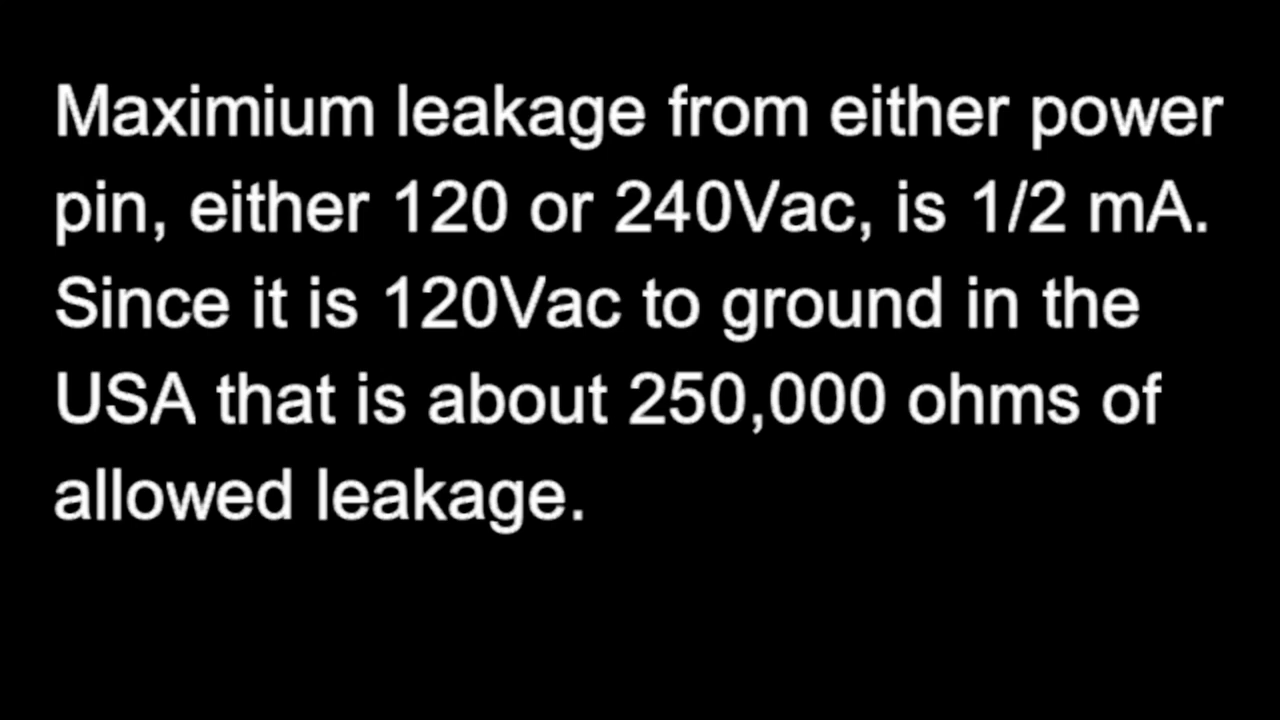 Maximium leakage from either power
pin, either 120 or 240Vac, is 1/2 mA.
Since it is 120Vac to ground in the
USA that is about 250,000 ohms of
allowed leakage.